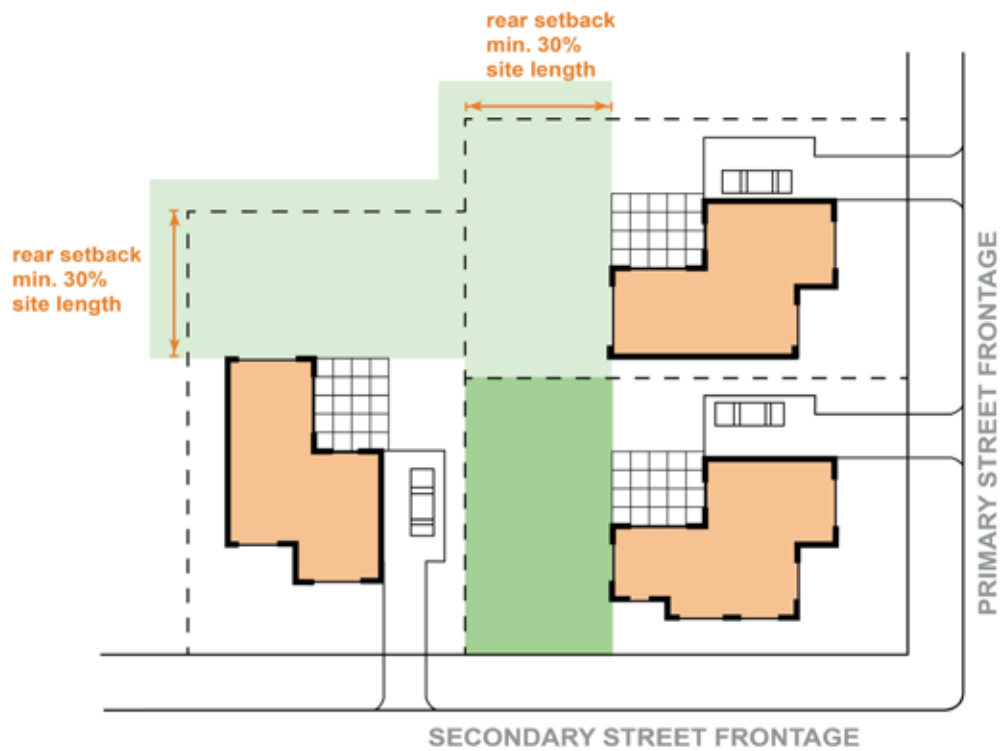 rear setback
min. 30%
site length
rear setback
min. 30%
site length
PRIMARY STREET FRONTAGE
SECONDARY STREET FRONTAGE